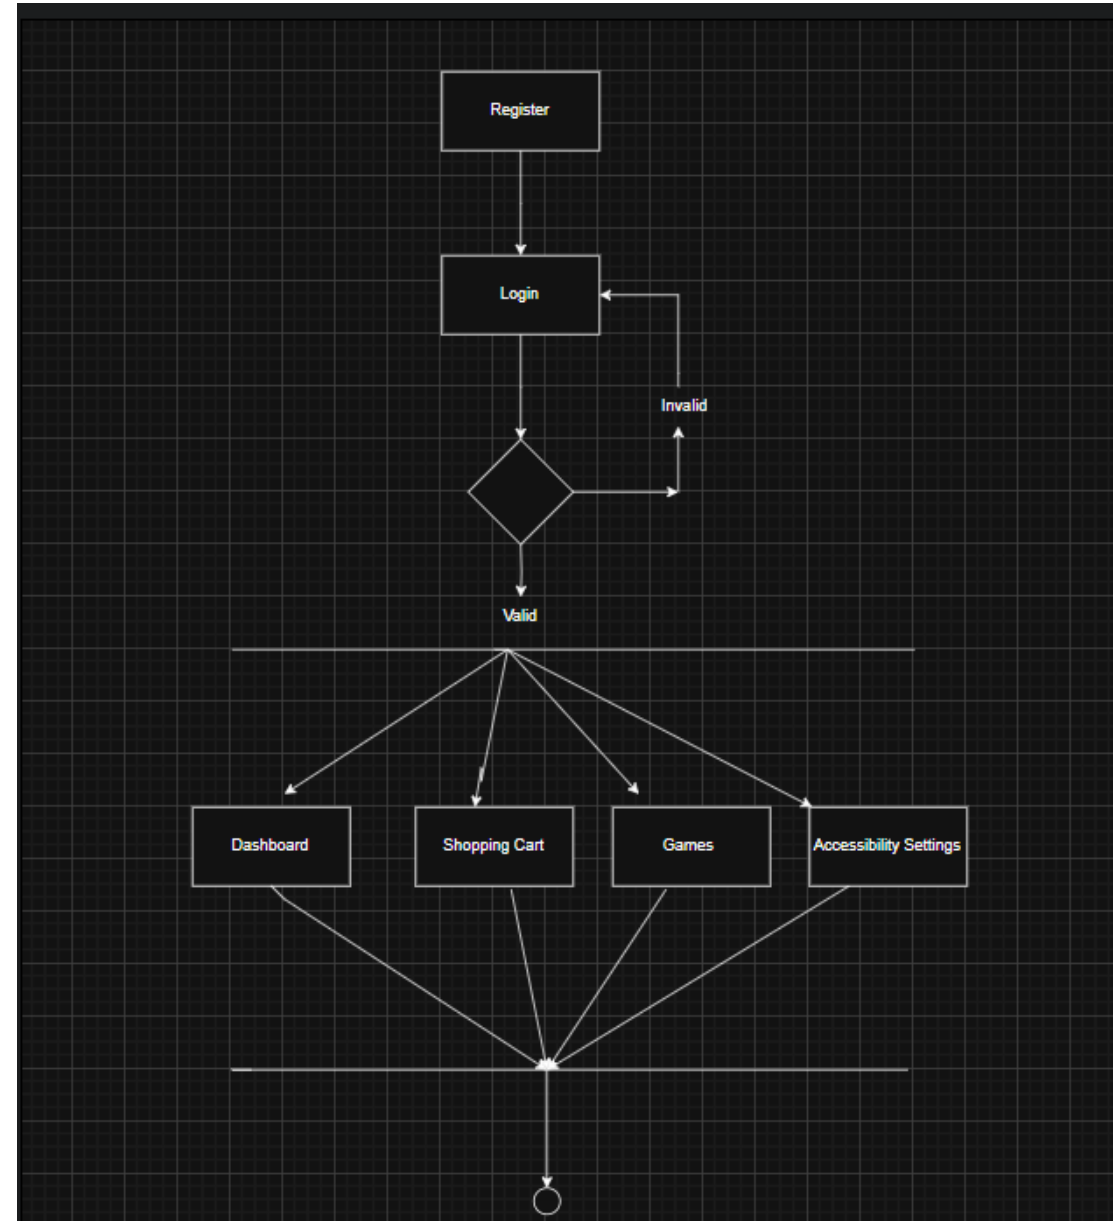 Register
Login
Invalid
Valid
Dashboard
Shopping Cart
Games
Accessibility Settings